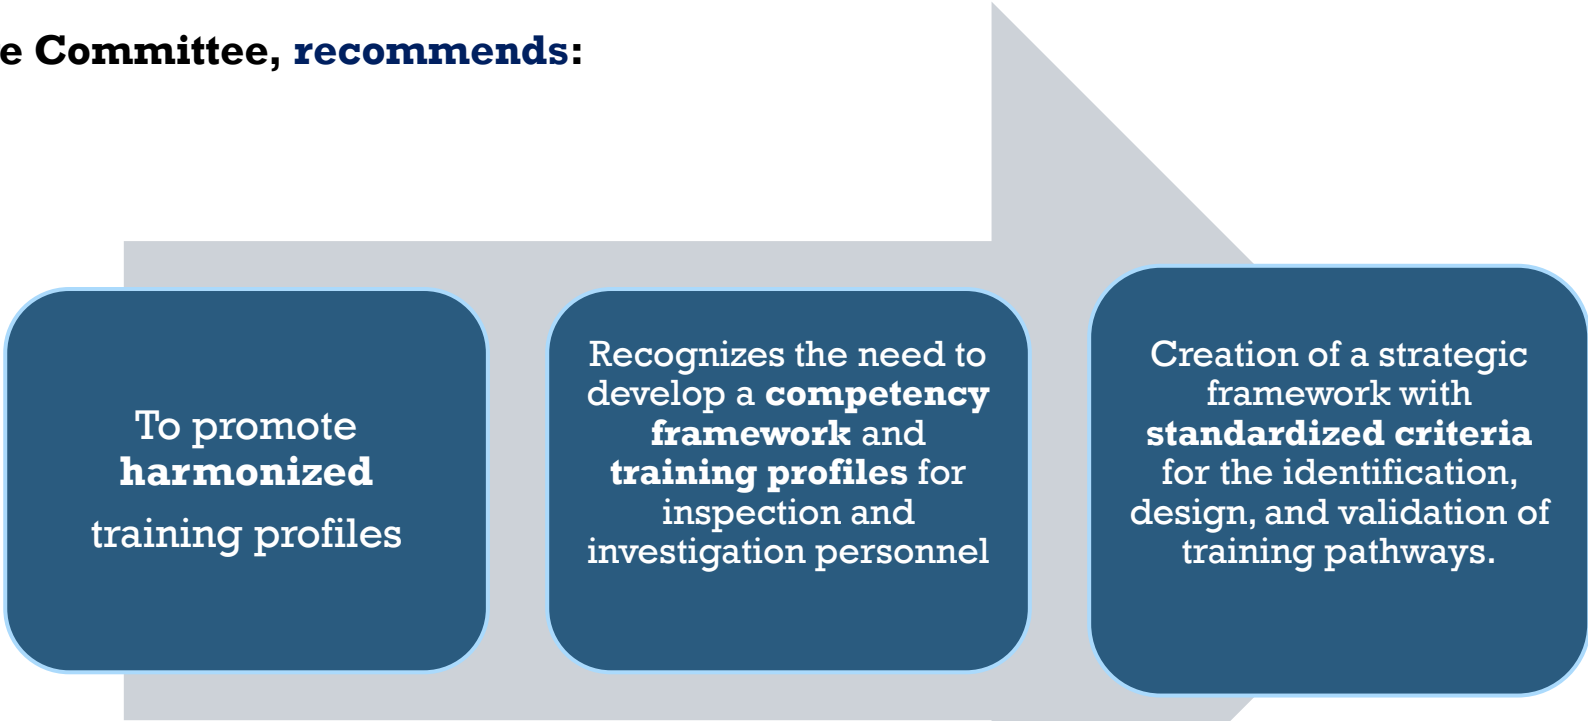 e Committee, recommends:
To promote
harmonized
training profiles
Recognizes the need to
develop a competency
framework and
training profiles for
inspection and
investigation personnel
Creation of a strategic
framework with
standardized criteria
for the identification,
design, and validation of
training pathways.